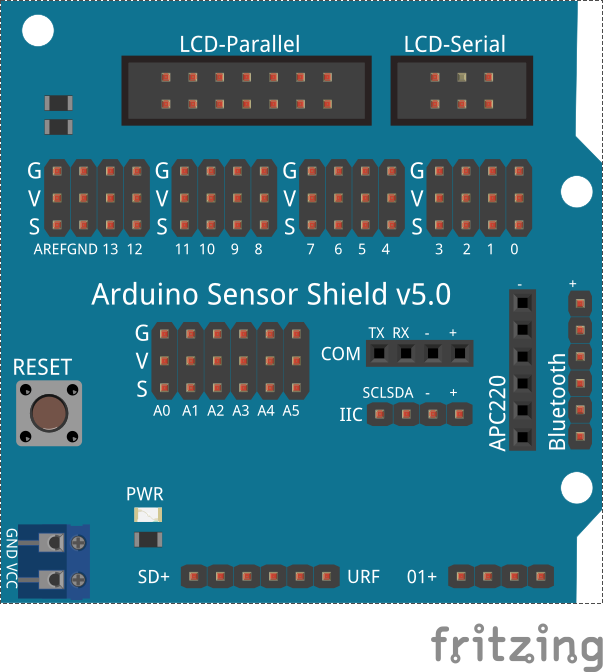 LCD-Parallel LCD-Serial
G G G G
V V V V
S S S S
AREF GND 13 12 11 10 9 8 7 6 5 4 3 2 1 0
Arduino Sensor Shield v5.0
- +
G
V
S
A0 A1 A2 A3 A4 A5
TX RX - +
COM
SCL SDA - +
IIC
RESET
APC220
Bluetooth
PWR
GND VCC
SD+ URF 01+
fritzing